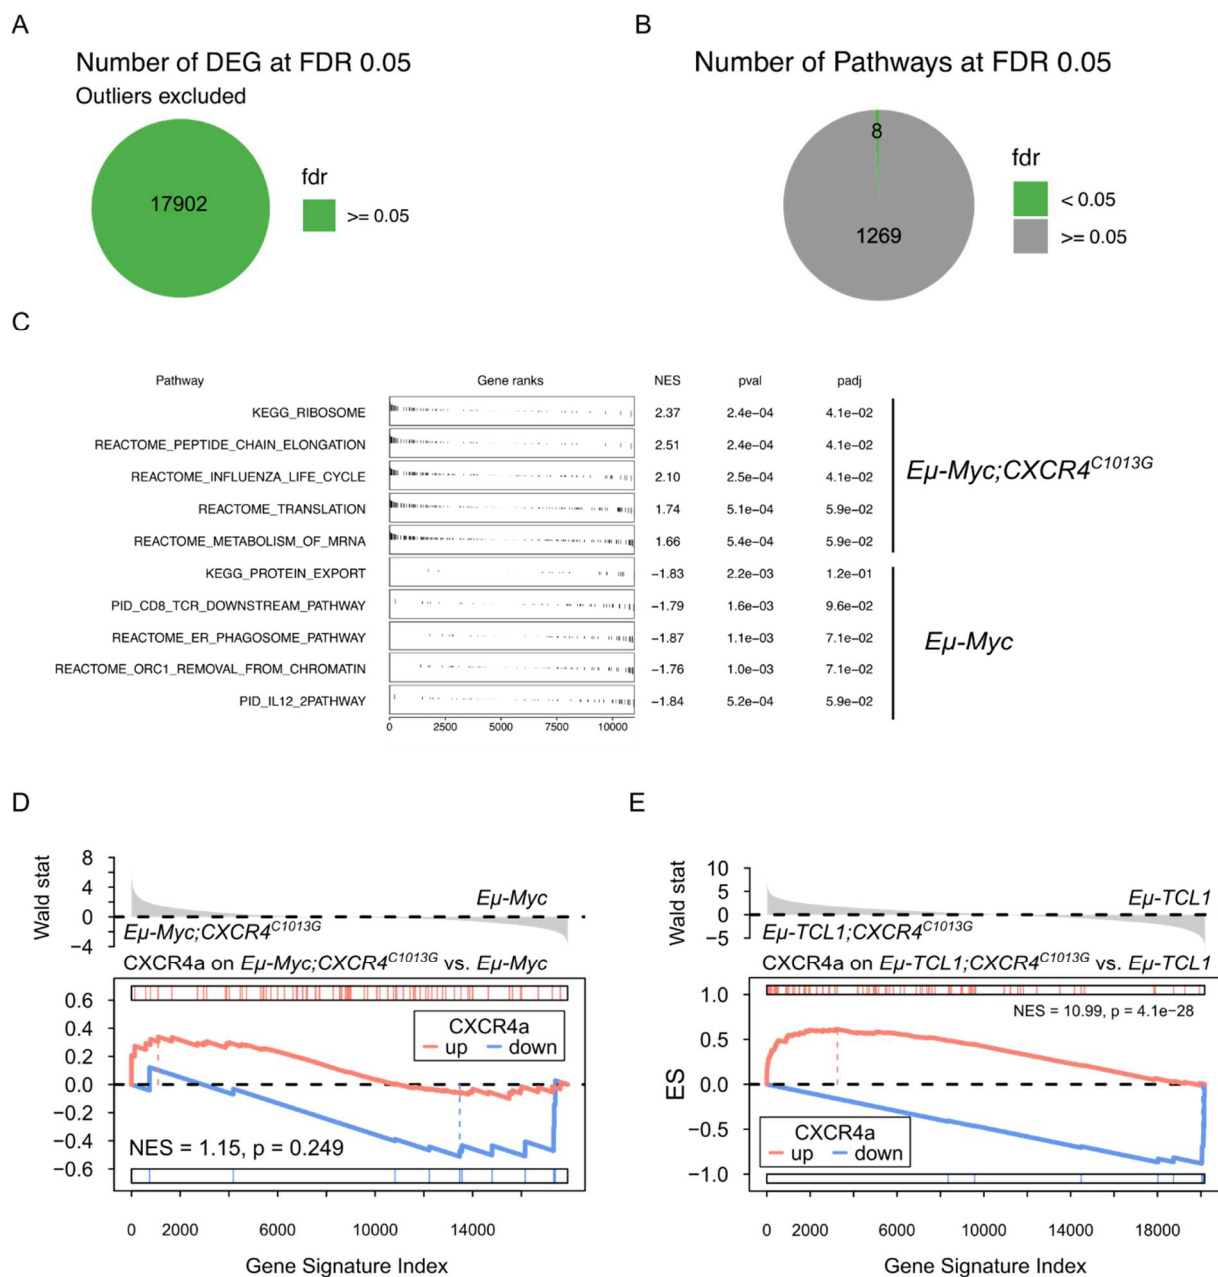 A
Number of DEG at FDR 0.05
Outliers excluded
17902
fdr
>= 0.05
B
Number of Pathways at FDR 0.05
8
1269
fdr
< 0.05
>= 0.05
C
Pathway Gene ranks NES pval padj
KEGG_RIBOSOME 2.37 2.4e−04 4.1e−02
REACTOME_PEPTIDE_CHAIN_ELONGATION 2.51 2.4e−04 4.1e−02
REACTOME_INFLUENZA_LIFE_CYCLE 2.10 2.5e−04 4.1e−02
REACTOME_TRANSLATION 1.74 5.1e−04 5.9e−02
REACTOME_METABOLISM_OF_MRNA 1.66 5.4e−04 5.9e−02
Eμ-Myc;CXCR4^C1013G
KEGG_PROTEIN_EXPORT −1.83 2.2e−03 1.2e−01
PID_CD8_TCR_DOWNSTREAM_PATHWAY −1.79 1.6e−03 9.6e−02
REACTOME_ER_PHAGOSOME_PATHWAY −1.87 1.1e−03 7.1e−02
REACTOME_ORC1_REMOVAL_FROM_CHROMATIN −1.76 1.0e−03 7.1e−02
PID_IL12_2PATHWAY −1.84 5.2e−04 5.9e−02
Eμ-Myc
0 2500 5000 7500 10000
D
Wald stat
8
4
0
−4
Eμ-Myc
Eμ-Myc;CXCR4^C1013G
CXCR4a on Eμ-Myc;CXCR4^C1013G vs. Eμ-Myc
0.6
0.4
0.2
0.0
−0.2
−0.4
−0.6
CXCR4a
up down
NES = 1.15, p = 0.249
0 2000 6000 10000 14000
Gene Signature Index
E
Wald stat
10
5
0
−5
Eμ-TCL1
Eμ-TCL1;CXCR4^C1013G
CXCR4a on Eμ-TCL1;CXCR4^C1013G vs. Eμ-TCL1
NES = 10.99, p = 4.1e−28
ES
1.0
0.5
0.0
−0.5
−1.0
CXCR4a
up down
0 2000 6000 10000 14000 18000
Gene Signature Index